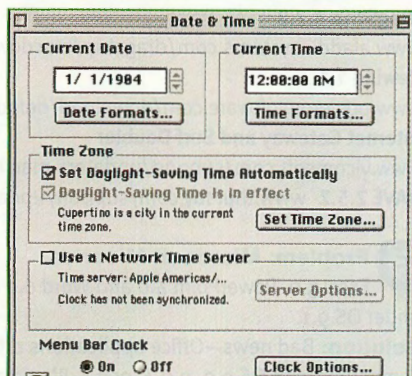 Date & Time
Current Date
Current Time
1/ 1/1904
12:00:00 AM
Date Formats...
Time Formats...
Time Zone
Set Daylight-Saving Time Automatically
Daylight-Saving Time is in effect
Cupertino is a city in the current
time zone.
Set Time Zone...
Use a Network Time Server
Time server: Apple Americas/...
Clock has not been synchronized.
Server Options...
Menu Bar Clock
On Off
Clock Options...